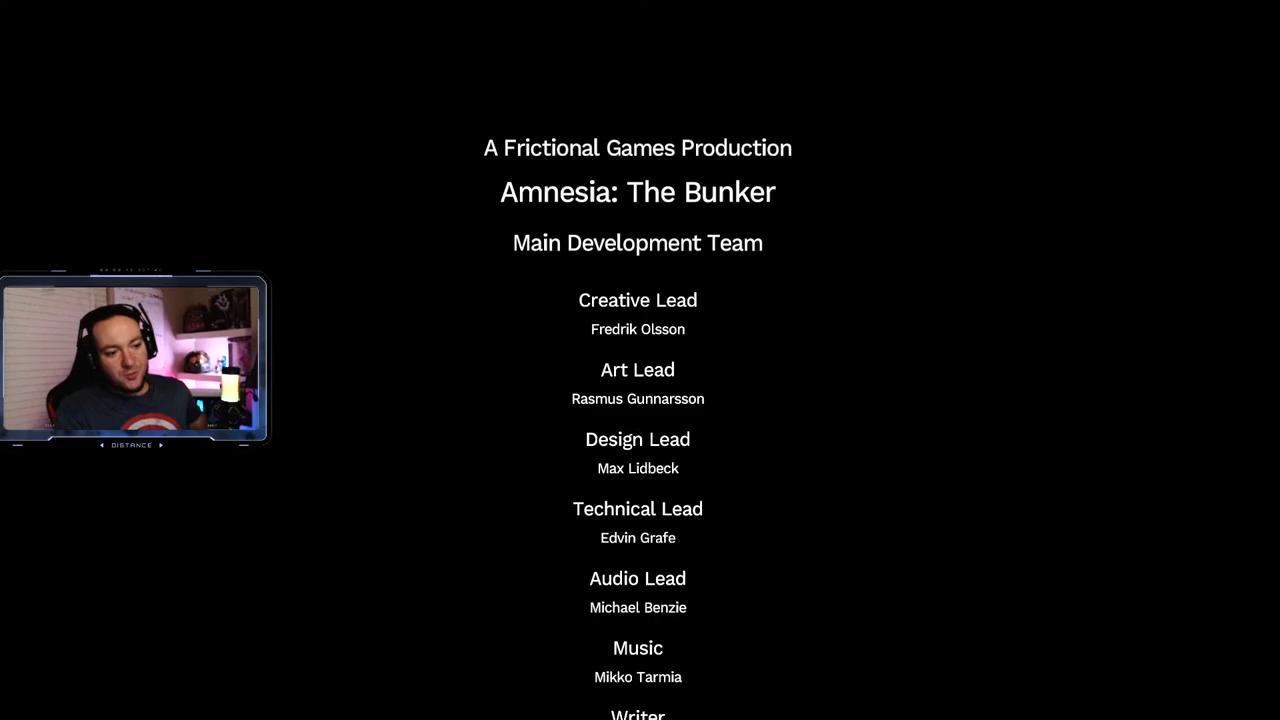 A Frictional Games Production
Amnesia: The Bunker
Main Development Team
Creative Lead
Fredrik Olsson
Art Lead
Rasmus Gunnarsson
Design Lead
Max Lidbeck
Technical Lead
Edvin Grafe
Audio Lead
Michael Benzie
Music
Mikko Tarmia
Writer
DISTANCE